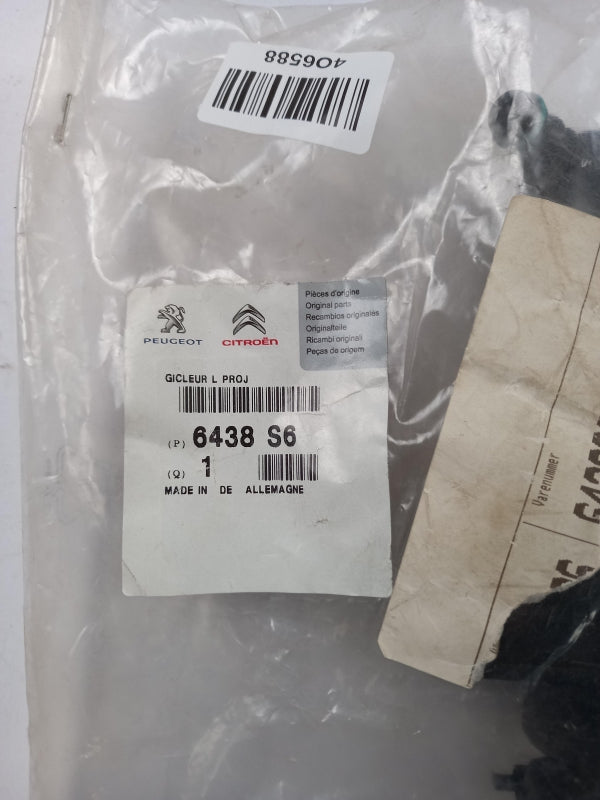 406588
PEUGEOT
CITROËN
Pièces d'origine
Original parts
Recambios originales
Originalteile
Ricambi originali
Peças de origem
GICLEUR L PROJ
(P) 6438 S6
(Q) 1
MADE IN DE ALLEMAGNE
Varenummer